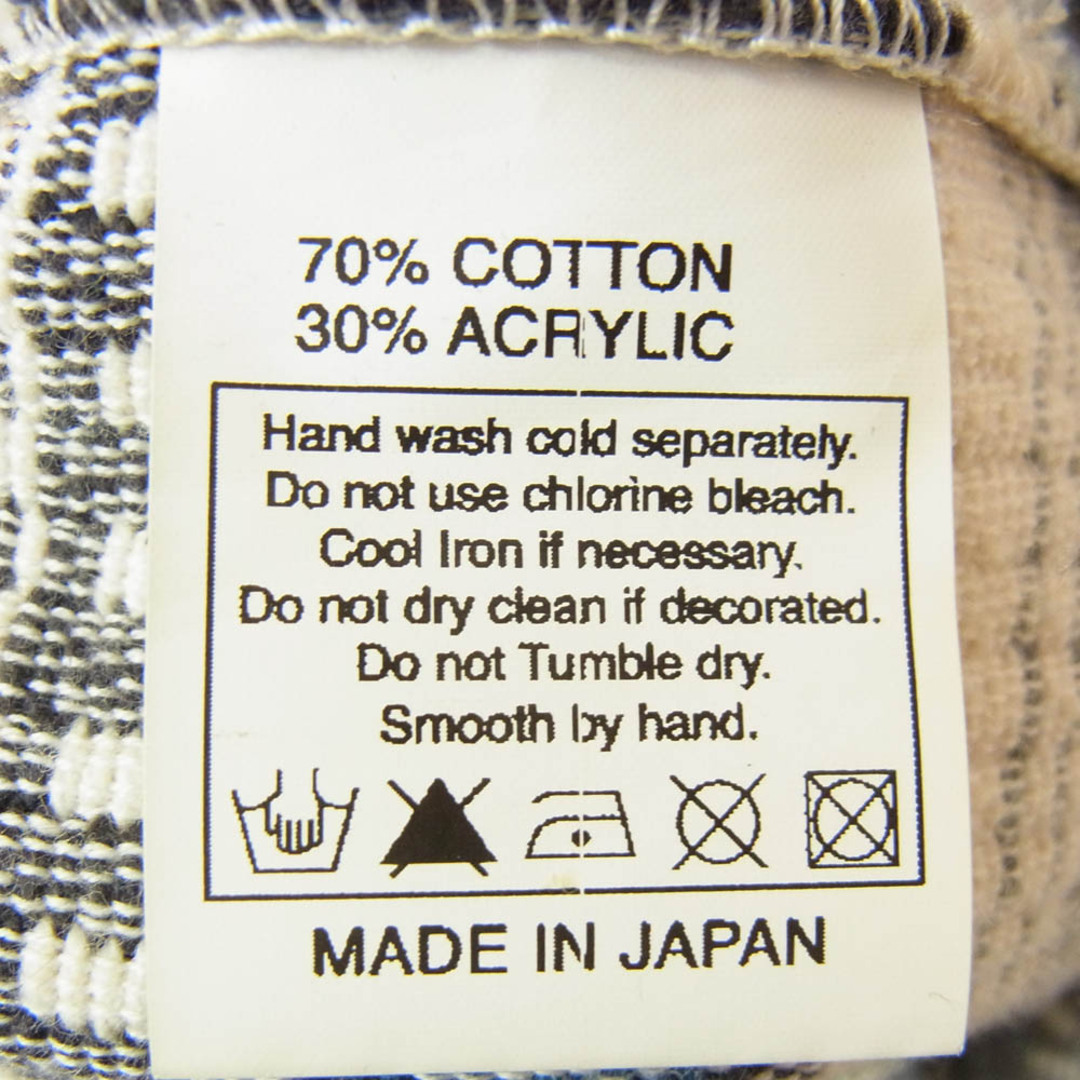 70% COTTON
30% ACRYLIC
Hand wash cold separately.
Do not use chlorine bleach.
Cool Iron if necessary.
Do not dry clean if decorated.
Do not Tumble dry.
Smooth by hand.
MADE IN JAPAN